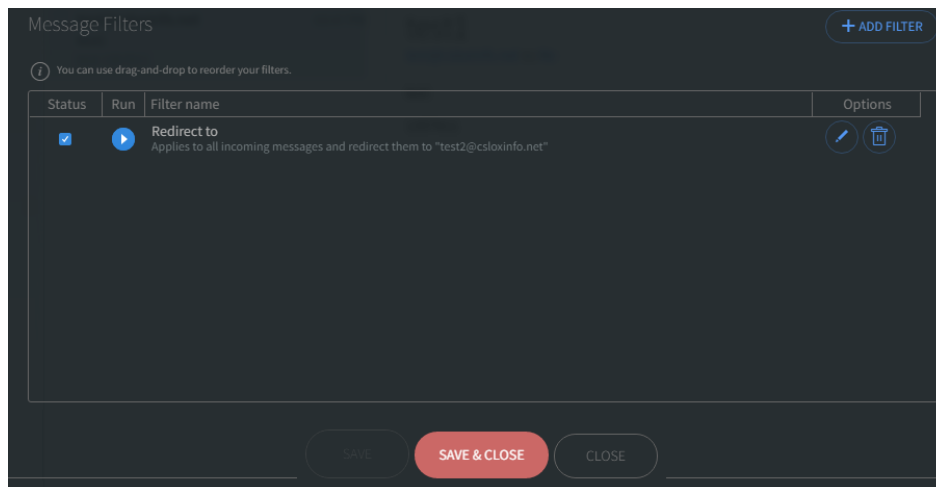 Message Filters
+ ADD FILTER
i You can use drag-and-drop to reorder your filters.
Status Run Filter name Options
Redirect to
Applies to all incoming messages and redirect them to "test2@csloxinfo.net"
SAVE SAVE & CLOSE CLOSE